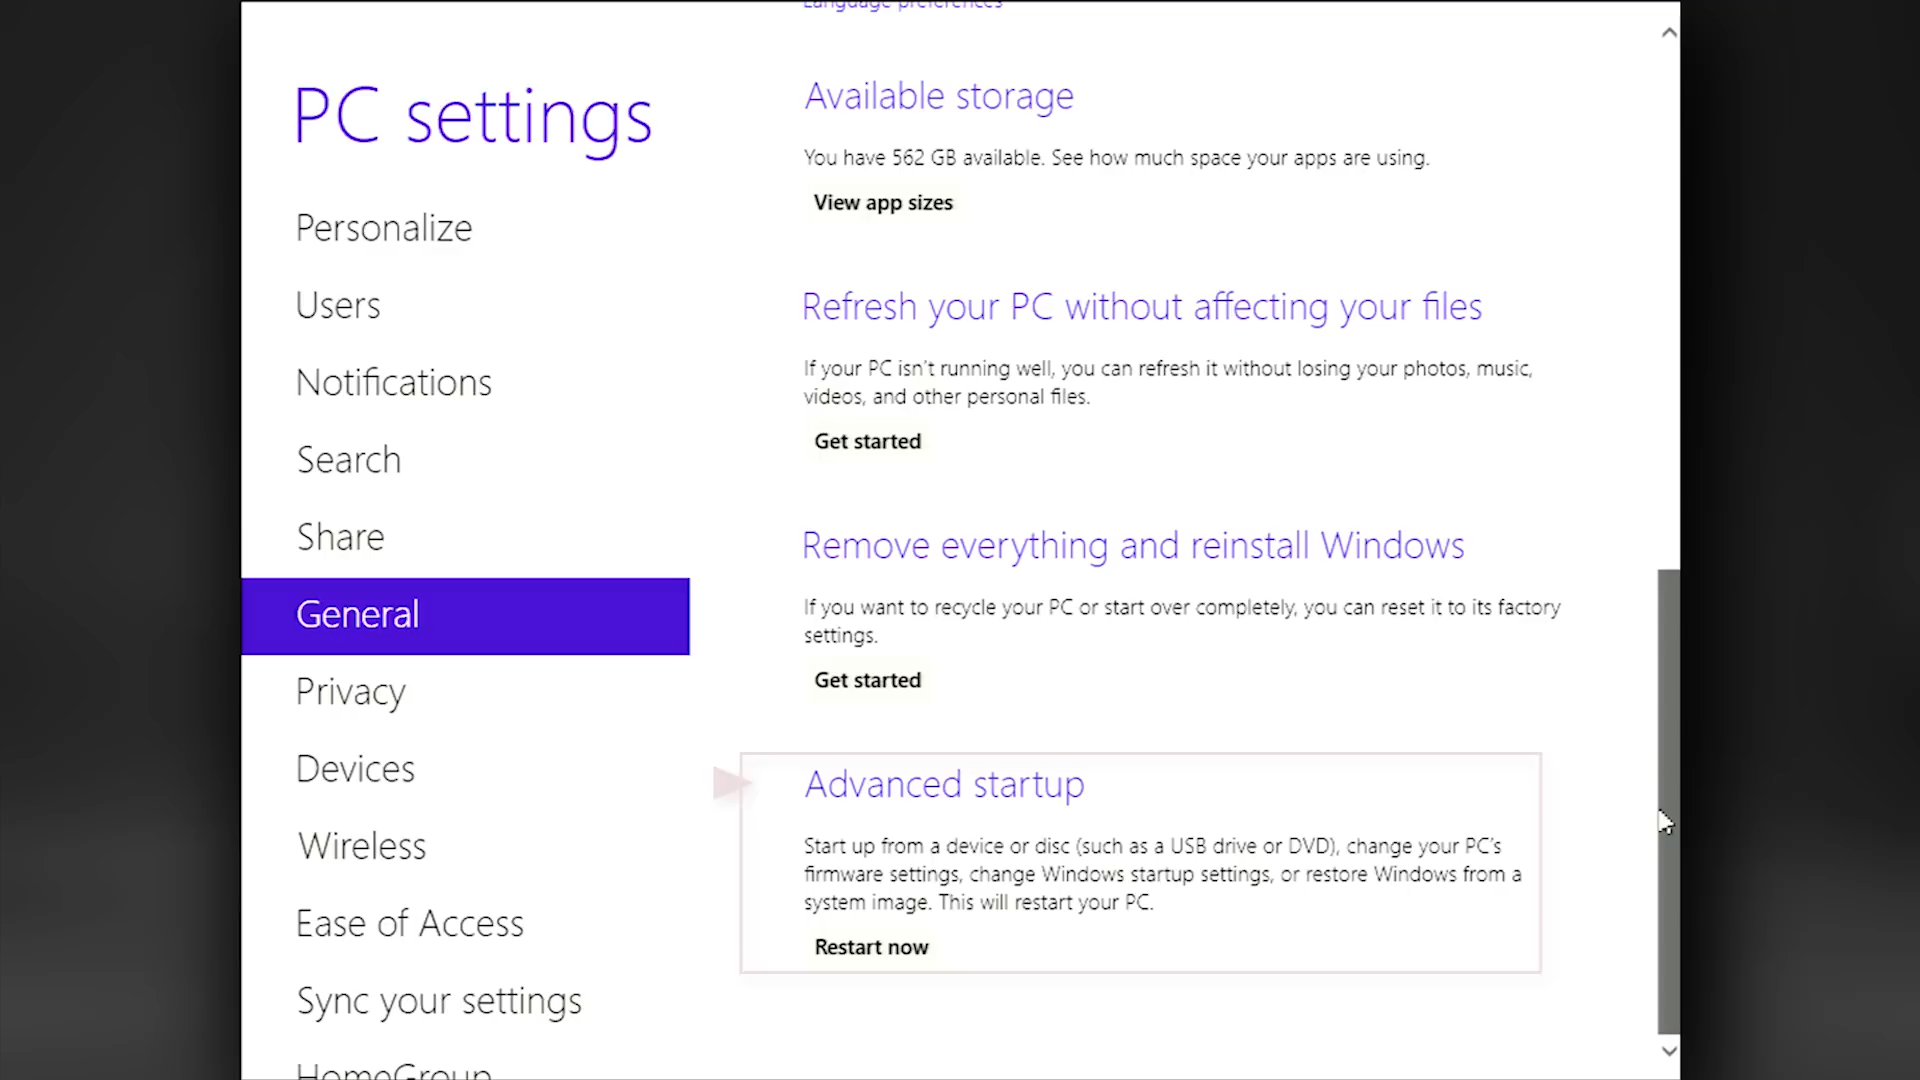 Language preferences
PC settings
Personalize
Users
Notifications
Search
Share
General
Privacy
Devices
Wireless
Ease of Access
Sync your settings
HomeGroup
Available storage
You have 562 GB available. See how much space your apps are using.
View app sizes
Refresh your PC without affecting your files
If your PC isn't running well, you can refresh it without losing your photos, music,
videos, and other personal files.
Get started
Remove everything and reinstall Windows
If you want to recycle your PC or start over completely, you can reset it to its factory
settings.
Get started
Advanced startup
Start up from a device or disc (such as a USB drive or DVD), change your PC's
firmware settings, change Windows startup settings, or restore Windows from a
system image. This will restart your PC.
Restart now